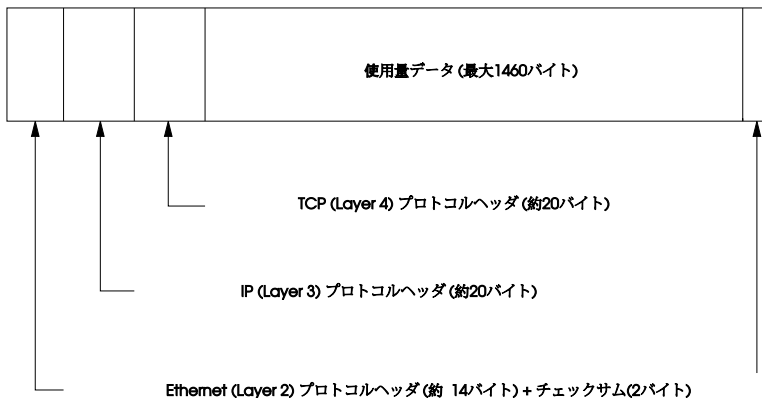 使用量データ (最大1460バイト)
TCP (Layer 4) プロトコルヘッダ (約20バイト)
IP (Layer 3) プロトコルヘッダ (約20バイト)
Ethernet (Layer 2) プロトコルヘッダ (約 14バイト) + チェックサム(2バイト)